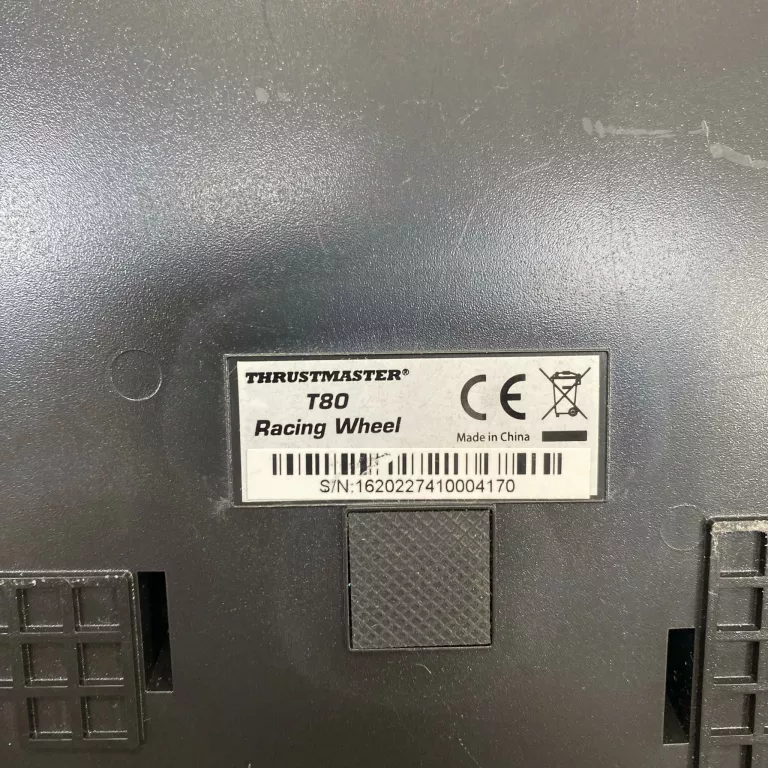 THRUSTMASTER®
T80
Racing Wheel
CE
Made in China
S/N:1620227410004170